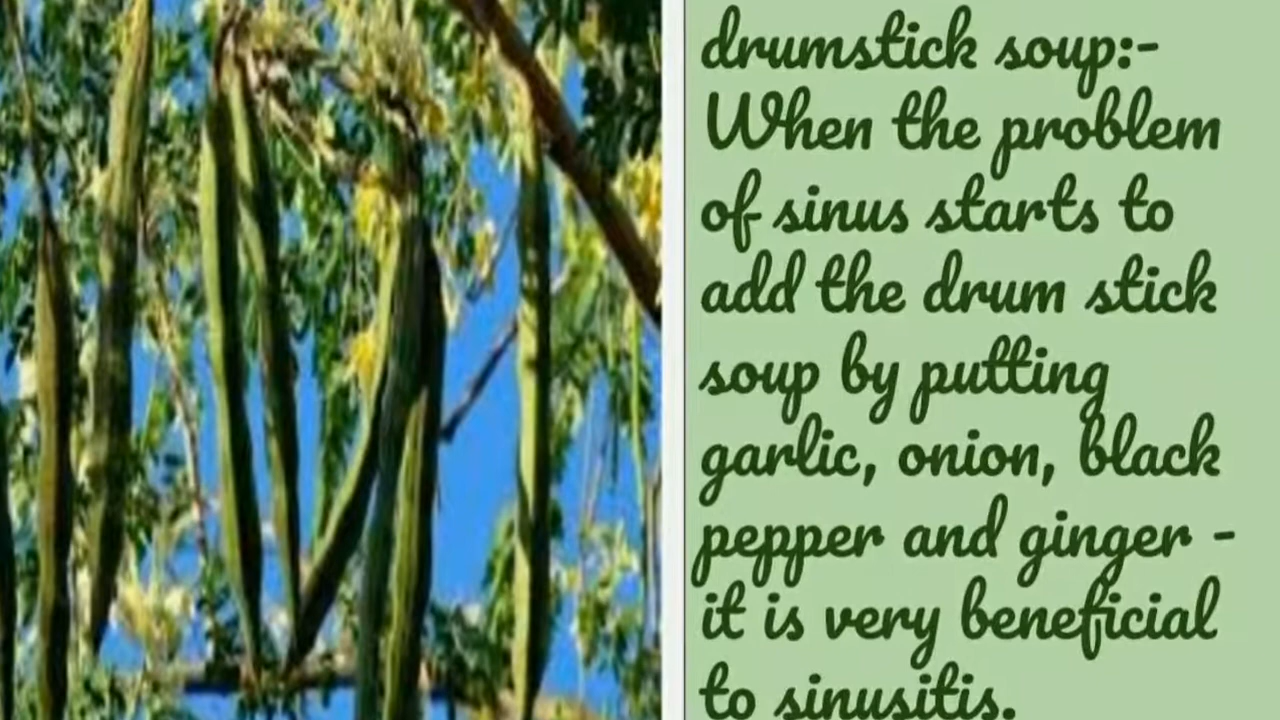 drumstick soup:-
When the problem
of sinus starts to
add the drum stick
soup by putting
garlic, onion, black
pepper and ginger -
it is very beneficial
to sinusitis.